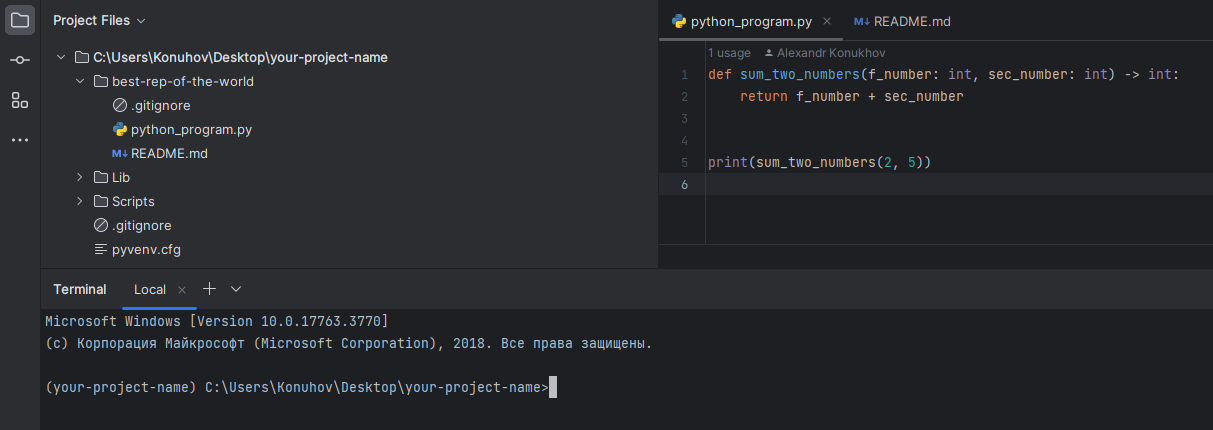 Project Files
C:\Users\Konuhov\Desktop\your-project-name
best-rep-of-the-world
.gitignore
python_program.py
README.md
Lib
Scripts
.gitignore
pyvenv.cfg
python_program.py
README.md
1 usage Alexandr Konukhov
1 def sum_two_numbers(f_number: int, sec_number: int) -> int:
2 return f_number + sec_number
3
4
5 print(sum_two_numbers(2, 5))
6
Terminal Local
Microsoft Windows [Version 10.0.17763.3770]
(c) Корпорация Майкрософт (Microsoft Corporation), 2018. Все права защищены.
(your-project-name) C:\Users\Konuhov\Desktop\your-project-name>